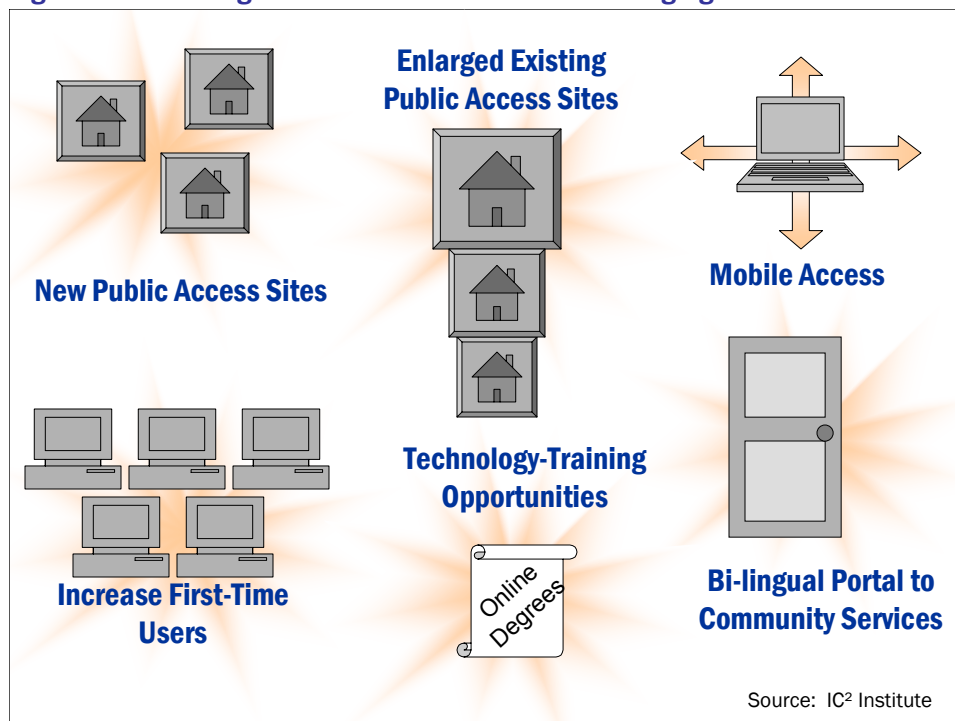 Enlarged Existing
Public Access Sites
New Public Access Sites
Mobile Access
Technology-Training
Opportunities
Increase First-Time
Users
Online
Degrees
Bi-lingual Portal to
Community Services
Source: IC² Institute